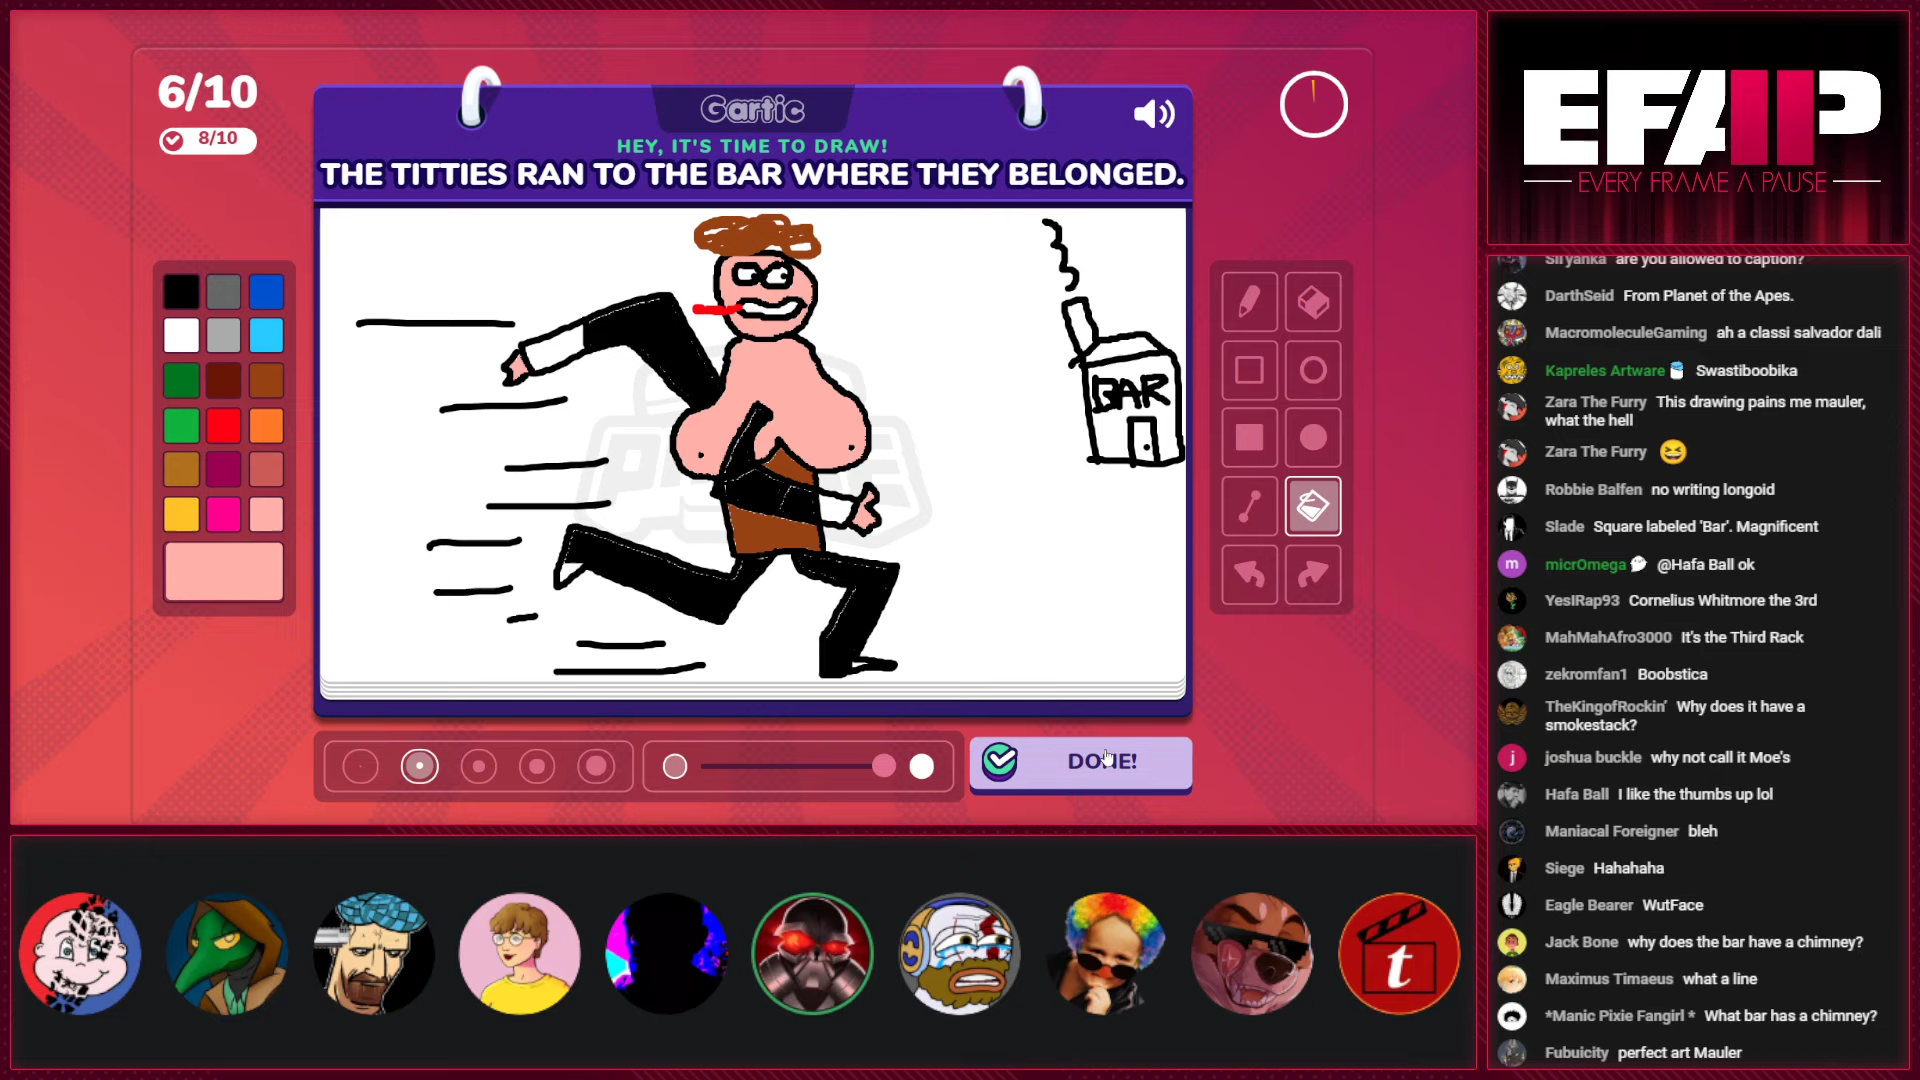 6/10
8/10
Gartic
HEY, IT'S TIME TO DRAW!
THE TITTIES RAN TO THE BAR WHERE THEY BELONGED.
BAR
DONE!
EFAP
EVERY FRAME A PAUSE
Siryanka are you allowed to caption?
DarthSeid From Planet of the Apes.
MacromoleculeGaming ah a classi salvador dali
Kapreles Artware Swastiboobika
Zara The Furry This drawing pains me mauler,
what the hell
Zara The Furry 😆
Robbie Balfen no writing longoid
Slade Square labeled 'Bar'. Magnificent
m
micrOmega @Hafa Ball ok
YesIRap93 Cornelius Whitmore the 3rd
MahMahAfro3000 It's the Third Rack
zekromfan1 Boobstica
TheKingofRockin' Why does it have a
smokestack?
j
joshua buckle why not call it Moe's
Hafa Ball I like the thumbs up lol
Maniacal Foreigner bleh
Siege Hahahaha
Eagle Bearer WutFace
Jack Bone why does the bar have a chimney?
Maximus Timaeus what a line
*Manic Pixie Fangirl * What bar has a chimney?
Fubuicity perfect art Mauler
t